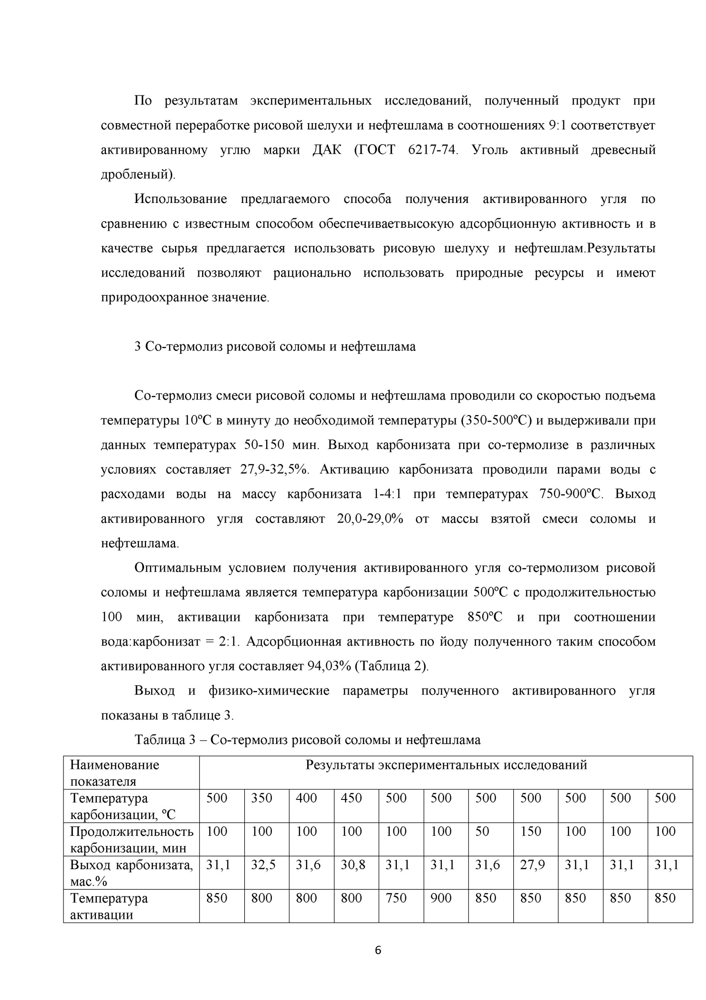 По результатам экспериментальных исследований, полученный продукт при
совместной переработке рисовой шелухи и нефтешлама в соотношениях 9:1 соответствует
активированному углю марки ДАК (ГОСТ 6217-74. Уголь активный древесный
дробленый).
Использование предлагаемого способа получения активированного угля по
сравнению с известным способом обеспечиваетвысокую адсорбционную активность и в
качестве сырья предлагается использовать рисовую шелуху и нефтешлам.Результаты
исследований позволяют рационально использовать природные ресурсы и имеют
природоохранное значение.
3 Со-термолиз рисовой соломы и нефтешлама
Со-термолиз смеси рисовой соломы и нефтешлама проводили со скоростью подъема
температуры 10ºС в минуту до необходимой температуры (350-500ºС) и выдерживали при
данных температурах 50-150 мин. Выход карбонизата при со-термолизе в различных
условиях составляет 27,9-32,5%. Активацию карбонизата проводили парами воды с
расходами воды на массу карбонизата 1-4:1 при температурах 750-900ºС. Выход
активированного угля составляют 20,0-29,0% от массы взятой смеси соломы и
нефтешлама.
Оптимальным условием получения активированного угля со-термолизом рисовой
соломы и нефтешлама является температура карбонизации 500ºС с продолжительностью
100 мин, активации карбонизата при температуре 850ºС и при соотношении
вода:карбонизат = 2:1. Адсорбционная активность по йоду полученного таким способом
активированного угля составляет 94,03% (Таблица 2).
Выход и физико-химические параметры полученного активированного угля
показаны в таблице 3.
Таблица 3 – Со-термолиз рисовой соломы и нефтешлама
Наименование Результаты экспериментальных исследований
показателя
Температура 500 350 400 450 500 500 500 500 500 500 500
карбонизации, ºС
Продолжительность 100 100 100 100 100 100 50 150 100 100 100
карбонизации, мин
Выход карбонизата, 31,1 32,5 31,6 30,8 31,1 31,1 31,6 27,9 31,1 31,1 31,1
мас.%
Температура 850 800 800 800 750 900 850 850 850 850 850
активации
6